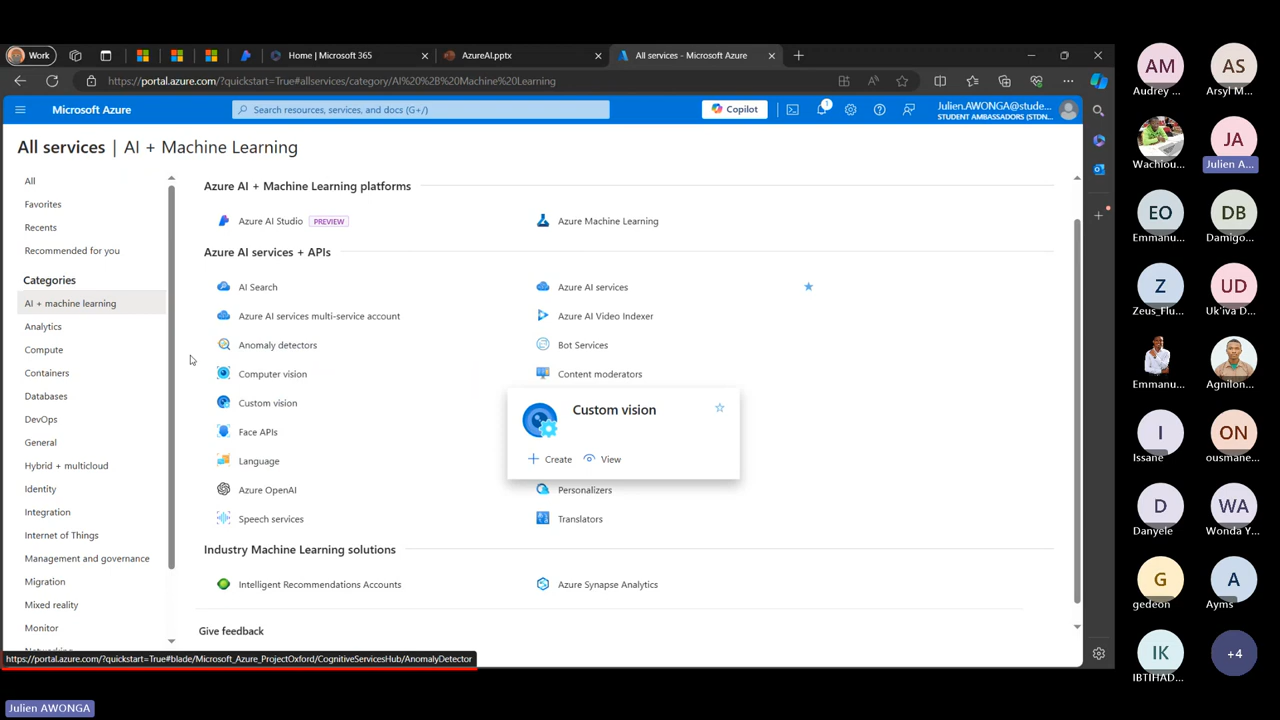 Work
Home | Microsoft 365
AzureAI.pptx
All services - Microsoft Azure
https://portal.azure.com/?quickstart=True#allservices/category/AI%20%2B%20Machine%20Learning
Microsoft Azure
Search resources, services, and docs (G+/)
Copilot
1
Julien.AWONGA@stude...
STUDENT AMBASSADORS (STDN...
All services | AI + Machine Learning
All
Favorites
Recents
Recommended for you
Categories
AI + machine learning
Analytics
Compute
Containers
Databases
DevOps
General
Hybrid + multicloud
Identity
Integration
Internet of Things
Management and governance
Migration
Mixed reality
Monitor
Networking
Azure AI + Machine Learning platforms
Azure AI Studio PREVIEW
Azure Machine Learning
Azure AI services + APIs
AI Search
Azure AI services
Azure AI services multi-service account
Azure AI Video Indexer
Anomaly detectors
Bot Services
Computer vision
Content moderators
Custom vision
Face APIs
Language
Azure OpenAI
Personalizers
Speech services
Translators
Custom vision
Create
View
Industry Machine Learning solutions
Intelligent Recommendations Accounts
Azure Synapse Analytics
Give feedback
https://portal.azure.com/?quickstart=True#blade/Microsoft_Azure_ProjectOxford/CognitiveServicesHub/AnomalyDetector
AM
Audrey ...
AS
Arsyl M...
Wachiou...
JA
Julien A...
EO
Emmanu...
DB
Damigo...
Z
Zeus_Flu...
UD
Uk'iva D...
Emmanu...
Agnilon...
I
Issane
ON
ousmane...
D
Danyele
WA
Wonda Y...
G
gedeon
A
Ayms
IK
IBTIHAD...
+4
Julien AWONGA